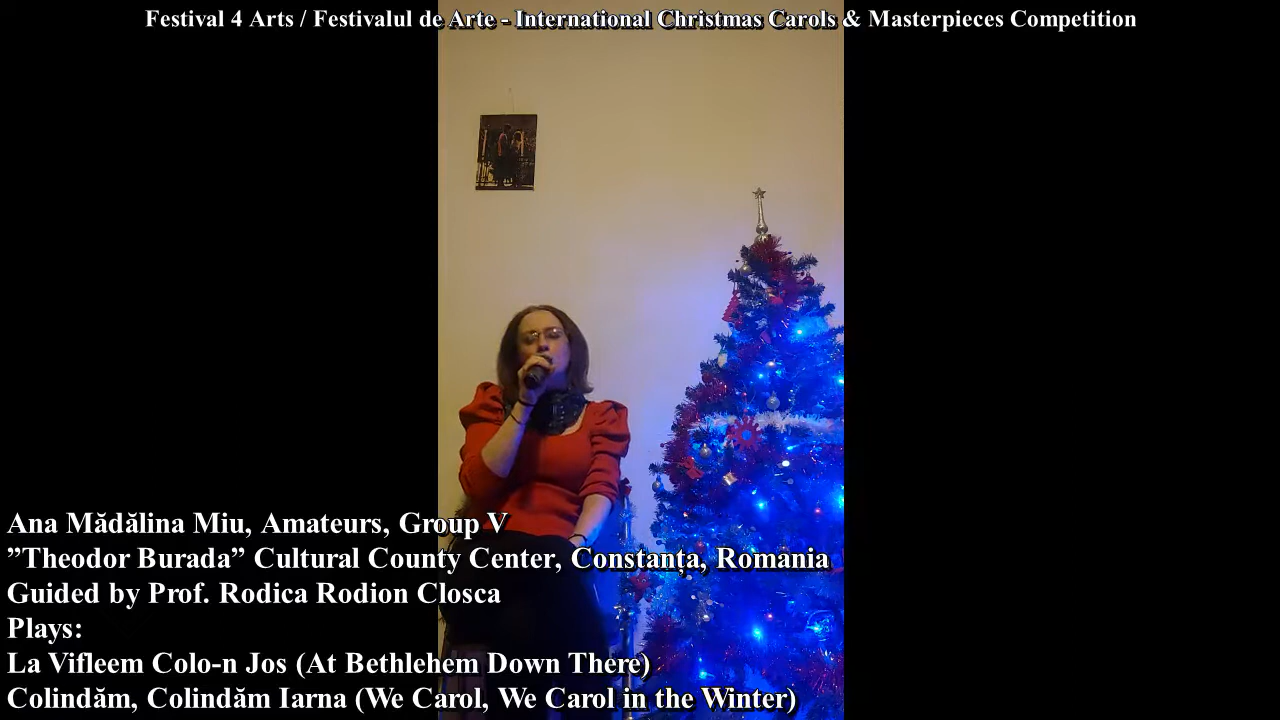 Festival 4 Arts / Festivalul de Arte - International Christmas Carols & Masterpieces Competition
Ana Mădălina Miu, Amateurs, Group V
”Theodor Burada” Cultural County Center, Constanța, Romania
Guided by Prof. Rodica Rodion Closca
Plays:
La Vifleem Colo-n Jos (At Bethlehem Down There)
Colindăm, Colindăm Iarna (We Carol, We Carol in the Winter)